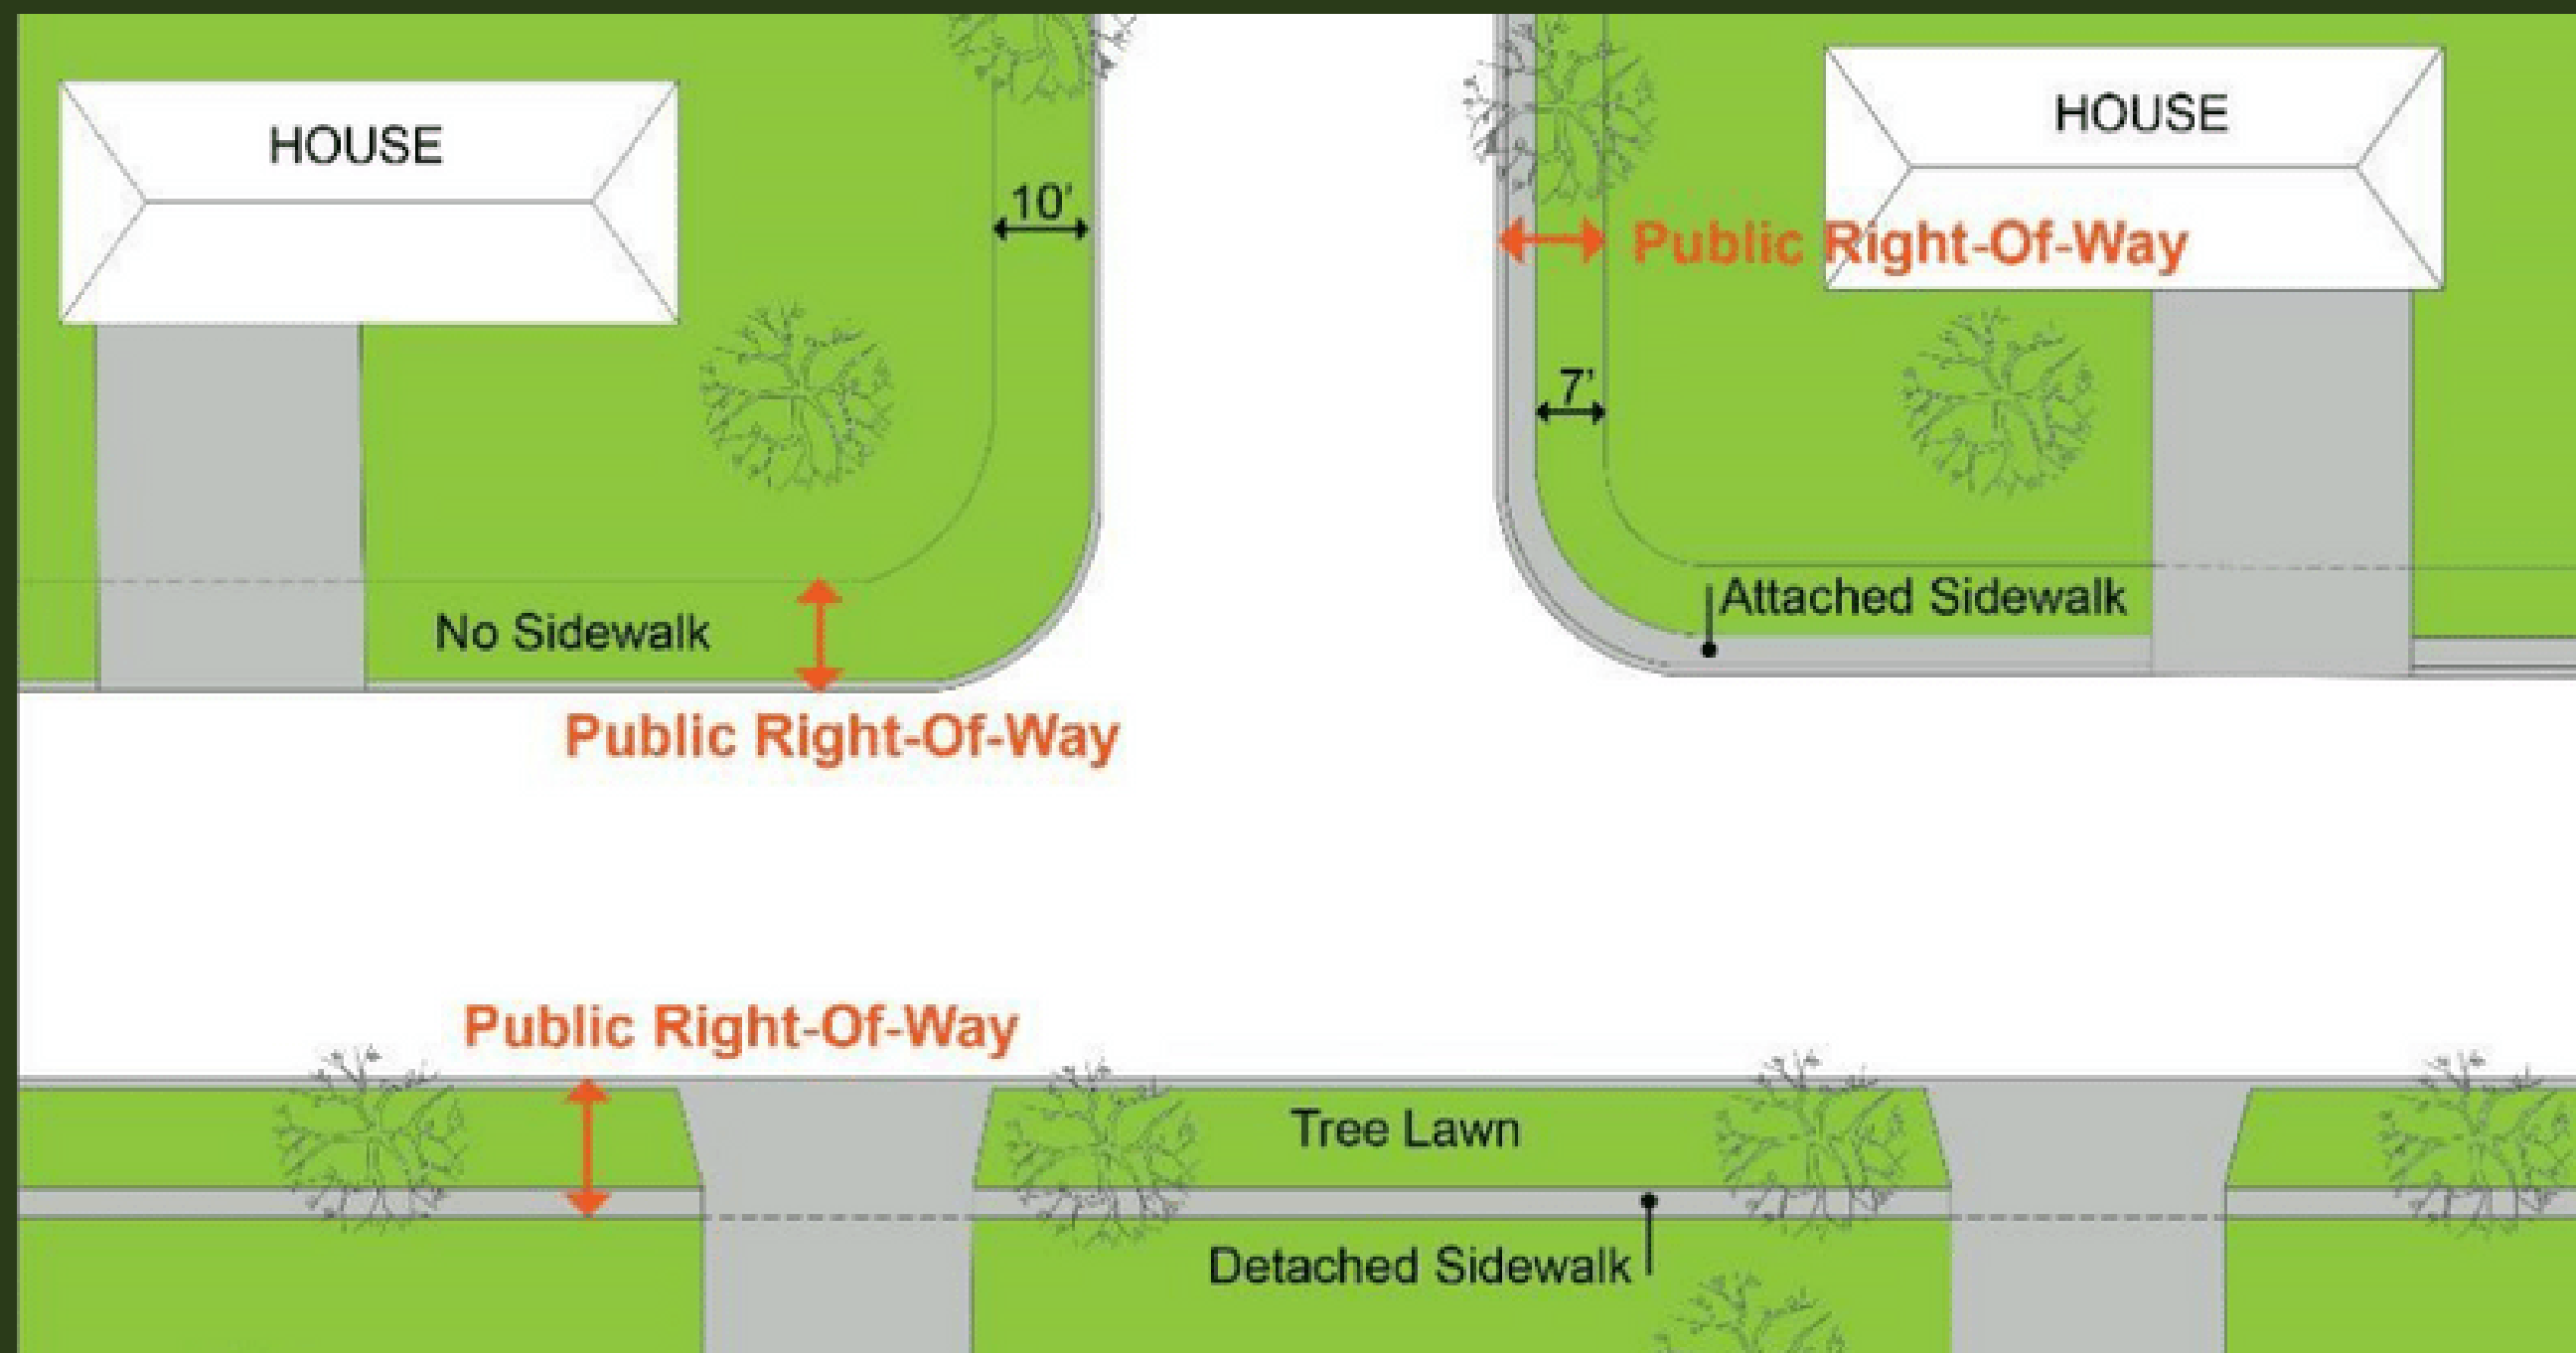 HOUSE
HOUSE
10'
Public Right-Of-Way
7'
No Sidewalk
Attached Sidewalk
Public Right-Of-Way
Public Right-Of-Way
Tree Lawn
Detached Sidewalk